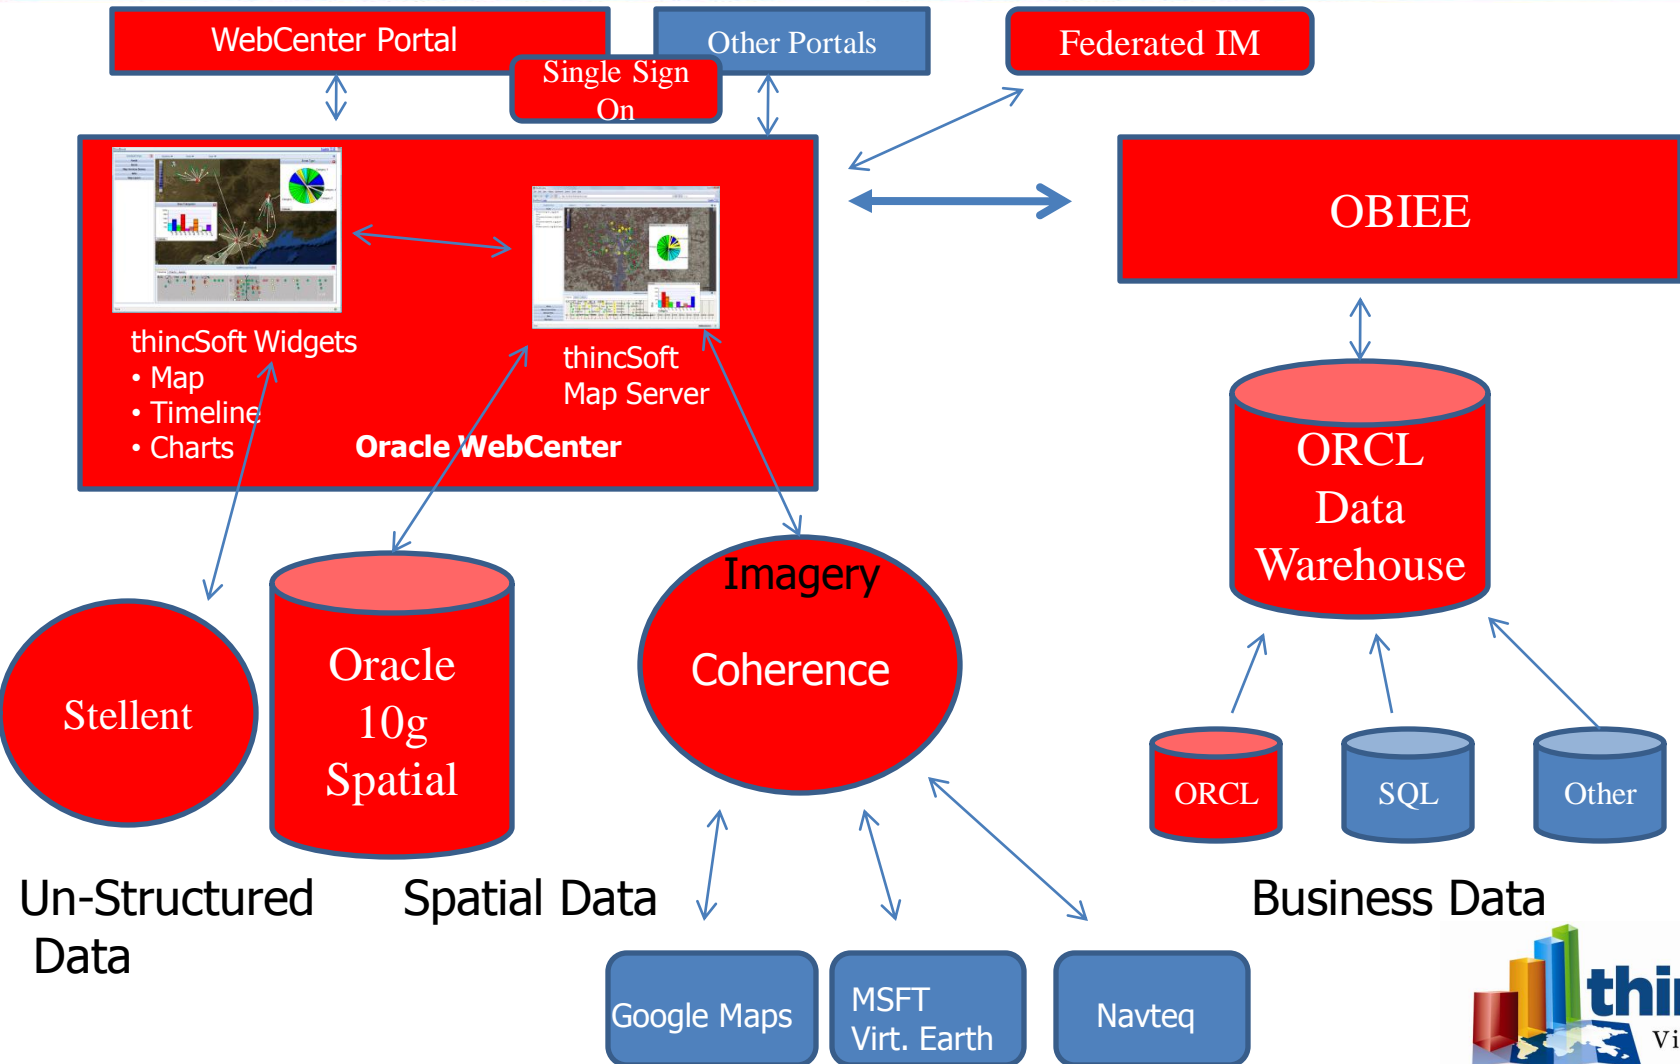 WebCenter Portal
Other Portals
Federated IM
Single Sign
On
OBIEE
thincSoft Widgets
• Map
• Timeline
• Charts
thincSoft
Map Server
Oracle WebCenter
ORCL
Data
Warehouse
Imagery
Coherence
Stellent
Oracle
10g
Spatial
ORCL
SQL
Other
Un-Structured
Data
Spatial Data
Business Data
Google Maps
MSFT
Virt. Earth
Navteq